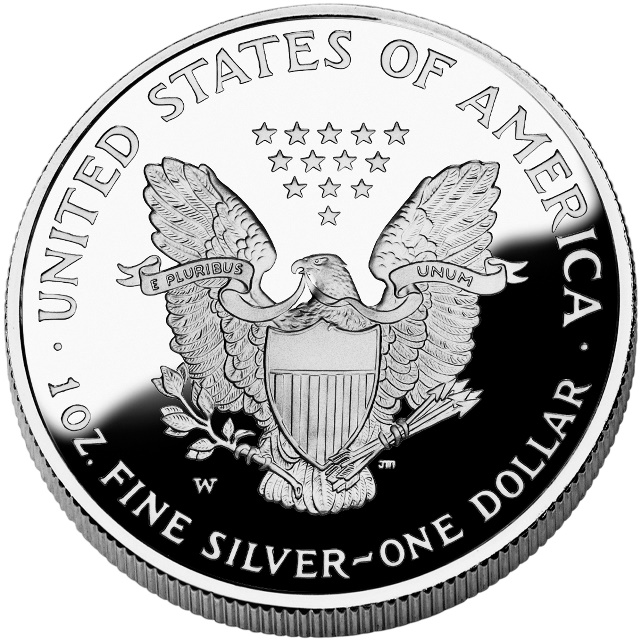 · UNITED STATES OF AMERICA ·
E PLURIBUS UNUM
W
JM
1 OZ. FINE SILVER~ONE DOLLAR